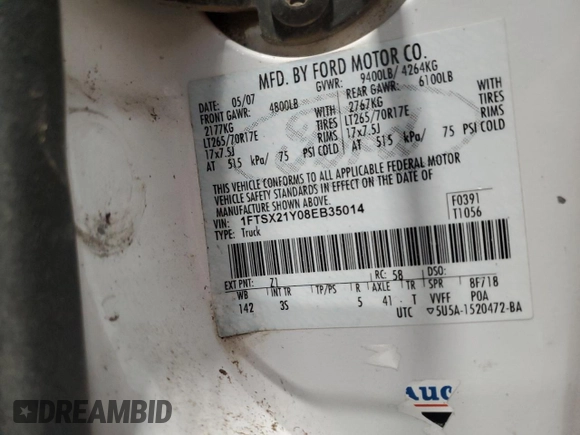 MFD. BY FORD MOTOR CO.
DATE: 05/07 GVWR: 9400LB/ 4264KG
FRONT GAWR: 4800LB REAR GAWR: 6100LB
2177KG WITH 2767KG WITH
LT265/70R17E TIRES LT265/70R17E TIRES
17x7.5J RIMS 17x7.5J RIMS
AT 515 kPa/ 75 PSI COLD AT 515 kPa/ 75 PSI COLD
THIS VEHICLE CONFORMS TO ALL APPLICABLE FEDERAL MOTOR
VEHICLE SAFETY STANDARDS IN EFFECT ON THE DATE OF
MANUFACTURE SHOWN ABOVE.
VIN: 1FTSX21Y08EB35014 F0391
TYPE: Truck T1056
EXT PNT: Z1 RC: 58 DSO:
WB INT TR TP/PS R AXLE TR SPR 8F718
142 3S 5 41 T VVFF POA
UTC 5U5A-1520472-BA
AUC
DREAMBID